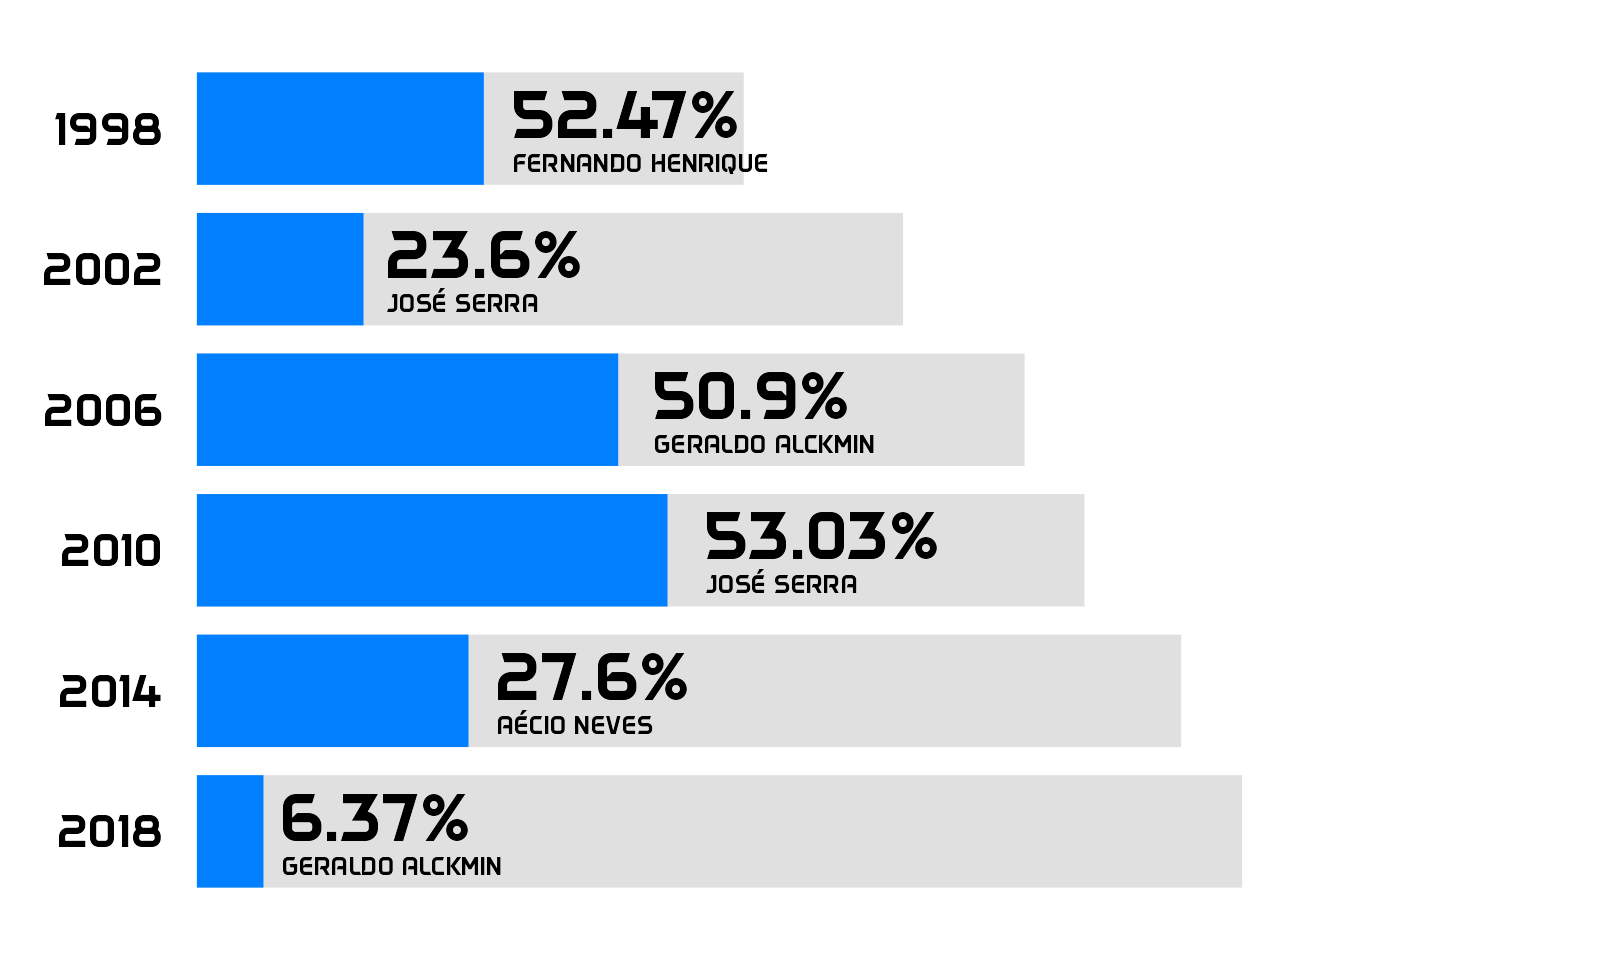 1998
52.47%
FERNANDO HENRIQUE
2002
23.6%
JOSÉ SERRA
2006
50.9%
GERALDO ALCKMIN
2010
53.03%
JOSÉ SERRA
2014
27.6%
AÉCIO NEVES
2018
6.37%
GERALDO ALCKMIN